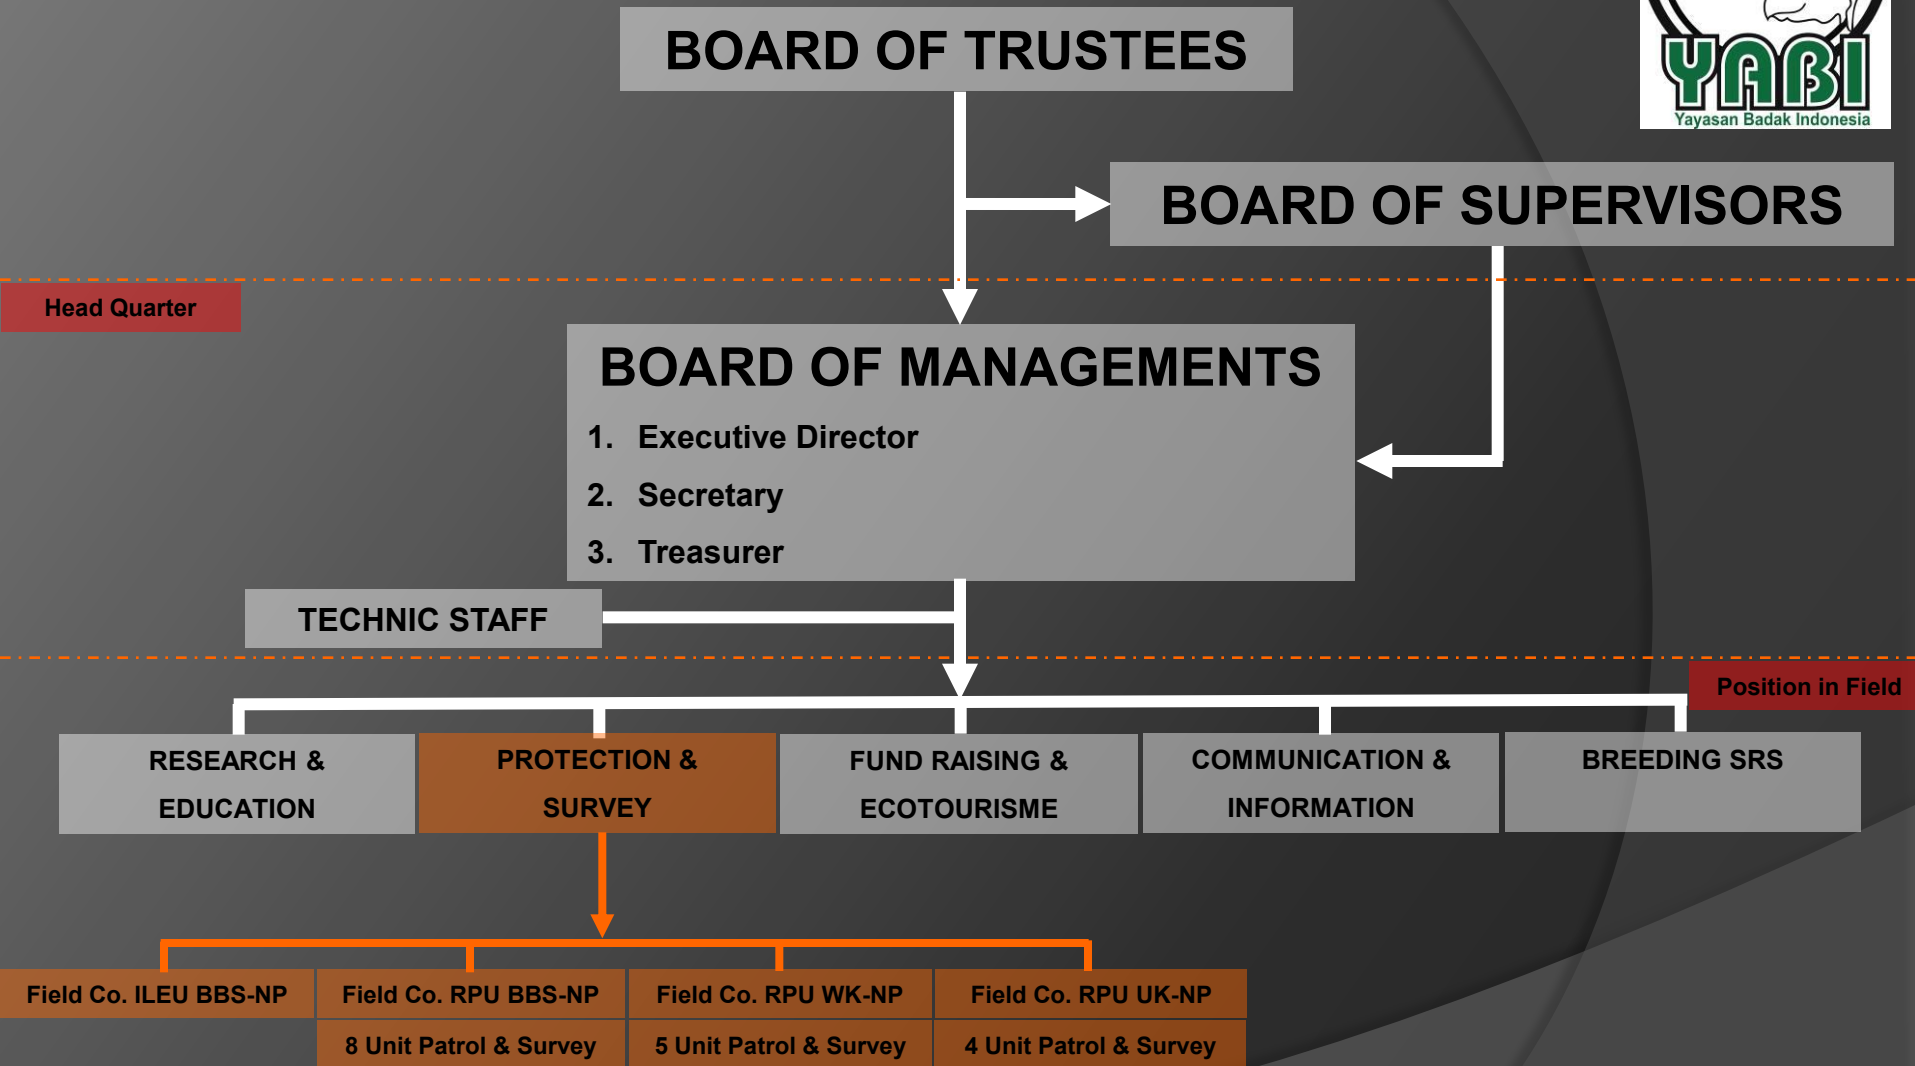 BOARD OF TRUSTEES
YABI
Yayasan Badak Indonesia
BOARD OF SUPERVISORS
Head Quarter
BOARD OF MANAGEMENTS
1. Executive Director
2. Secretary
3. Treasurer
TECHNIC STAFF
Position in Field
RESEARCH &
EDUCATION
PROTECTION &
SURVEY
FUND RAISING &
ECOTOURISME
COMMUNICATION &
INFORMATION
BREEDING SRS
Field Co. ILEU BBS-NP
Field Co. RPU BBS-NP
Field Co. RPU WK-NP
Field Co. RPU UK-NP
8 Unit Patrol & Survey
5 Unit Patrol & Survey
4 Unit Patrol & Survey